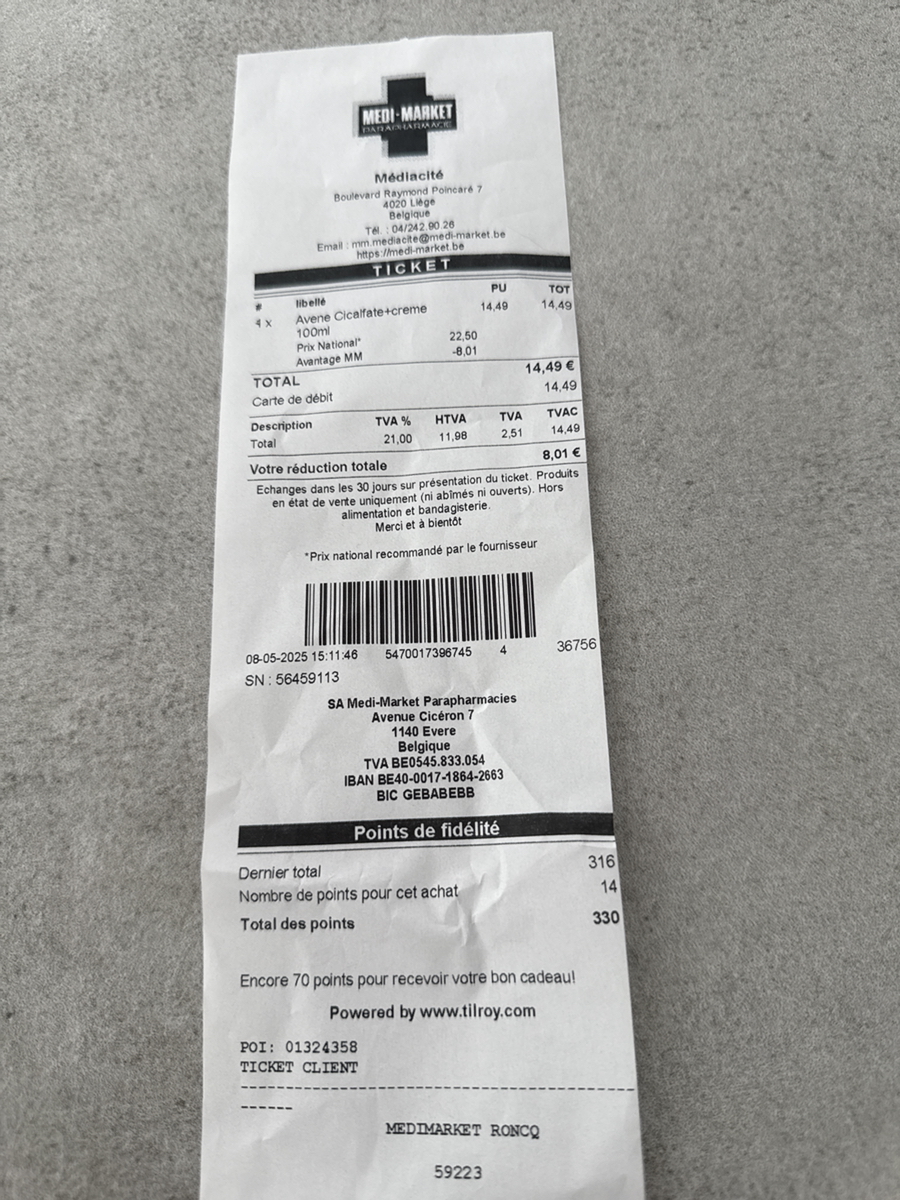 MEDI-MARKET
PARAPHARMACIE
Médiacité
Boulevard Raymond Poincaré 7
4020 Liège
Belgique
Tél. : 04/242.90.26
Email : mm.mediacite@medi-market.be
https://medi-market.be
TICKET
# libellé PU TOT
1 x Avene Cicalfate+creme 14,49 14,49
100ml
Prix National* 22,50
Avantage MM -8,01
TOTAL 14,49 €
Carte de débit 14,49
Description TVA % HTVA TVA TVAC
Total 21,00 11,98 2,51 14,49
Votre réduction totale 8,01 €
Echanges dans les 30 jours sur présentation du ticket. Produits
en état de vente uniquement (ni abîmés ni ouverts). Hors
alimentation et bandagisterie.
Merci et à bientôt
*Prix national recommandé par le fournisseur
08-05-2025 15:11:46 5470017396745 4 36756
SN : 56459113
SA Medi-Market Parapharmacies
Avenue Cicéron 7
1140 Evere
Belgique
TVA BE0545.833.054
IBAN BE40-0017-1864-2663
BIC GEBABEBB
Points de fidélité
Dernier total 316
Nombre de points pour cet achat 14
Total des points 330
Encore 70 points pour recevoir votre bon cadeau!
Powered by www.tilroy.com
POI: 01324358
TICKET CLIENT
--------------------------------------------
------
MEDIMARKET RONCQ
59223